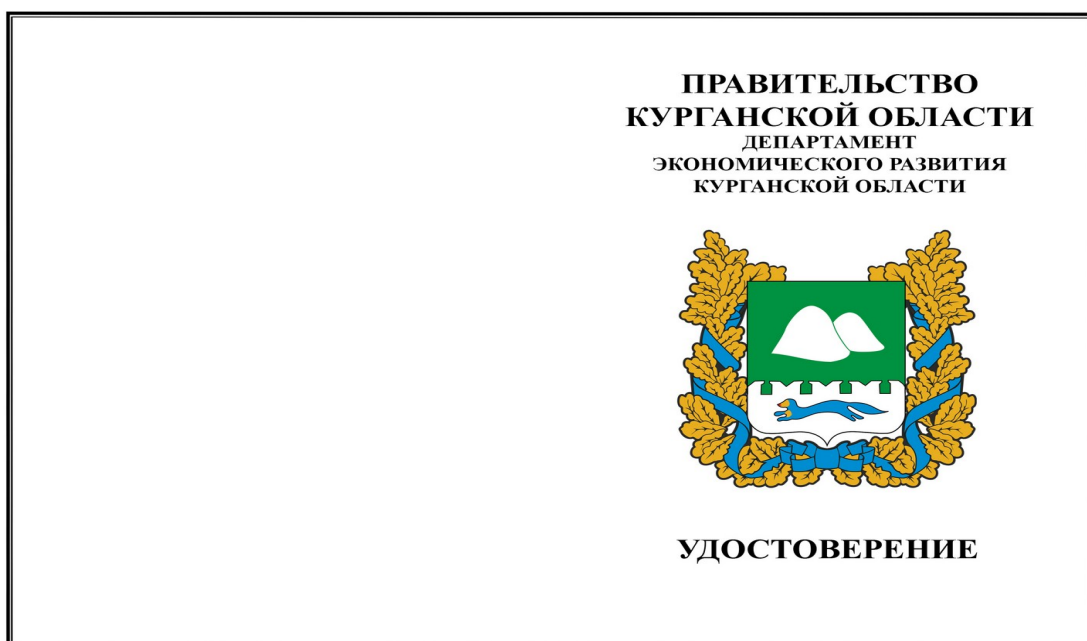 ПРАВИТЕЛЬСТВО
КУРГАНСКОЙ ОБЛАСТИ
ДЕПАРТАМЕНТ
ЭКОНОМИЧЕСКОГО РАЗВИТИЯ
КУРГАНСКОЙ ОБЛАСТИ
УДОСТОВЕРЕНИЕ